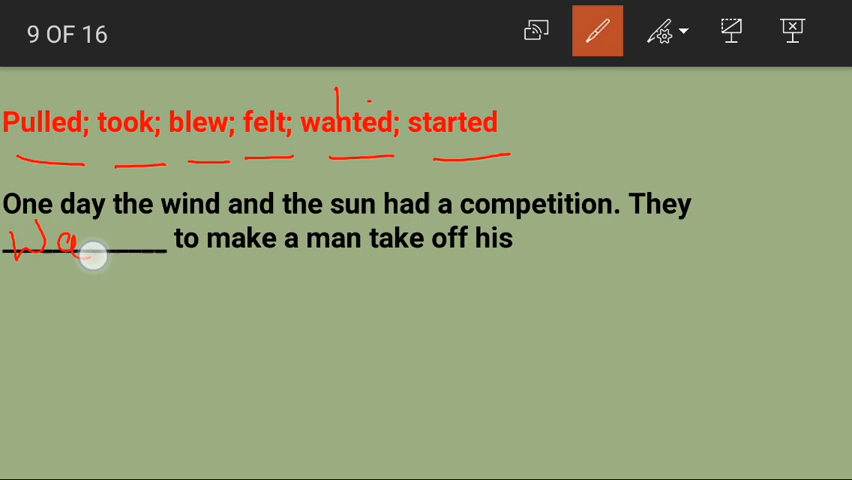 9 OF 16
Pulled; took; blew; felt; wanted; started
One day the wind and the sun had a competition. They
Wa________ to make a man take off his